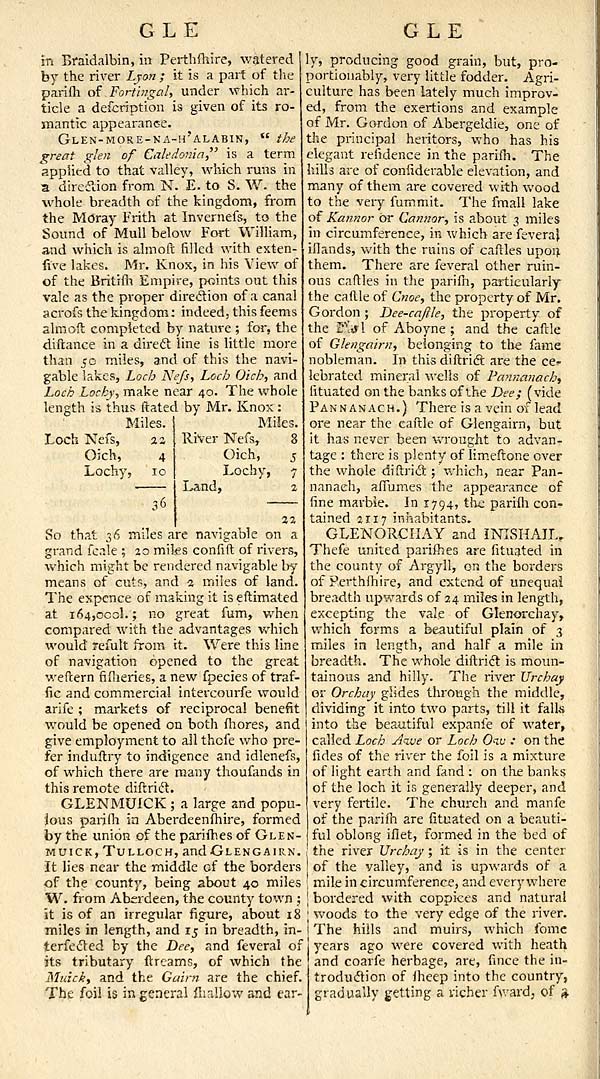 GLE
in Braidalbin, in Perthſhire, watered
by the river Lyon; it is a part of the
pariſh of Fortingal, under which ar-
ticle a deſcription is given of its ro-
mantic appearance.
GLEN-MORE-NA-H'ALABIN, “ the
great glen of Caledonia,” is a term
applied to that valley, which runs in
a direction from N. E. to S. W. the
whole breadth of the kingdom, from
the Moray Frith at Inverneſs, to the
Sound of Mull below Fort William,
and which is almoſt filled with exten-
ſive lakes. Mr. Knox, in his View of
of the Britiſh Empire, points out this
vale as the proper direction of a canal
acroſs the kingdom: indeed, this ſeems
almoſt completed by nature; for, the
diſtance in a direct line is little more
than 50 miles, and of this the navi-
gable lakes, Loch Neſs, Loch Oich, and
Loch Lochy, make near 40. The whole
length is thus ſtated by Mr. Knox:
Miles. Miles.
Loch Neſs, 22 River Neſs, 8
Oich, 4 Oich, 5
Lochy, 10 Lochy, 7
Land, 2
36
22
So that 36 miles are navigable on a
grand ſcale; 20 miles conſiſt of rivers,
which might be rendered navigable by
means of cuts, and 2 miles of land.
The expence of making it is eſtimated
at 164,000l.; no great ſum, when
compared with the advantages which
would reſult from it. Were this line
of navigation opened to the great
weſtern fiſheries, a new ſpecies of traf-
fic and commercial intercourſe would
ariſe; markets of reciprocal benefit
would be opened on both ſhores, and
give employment to all thoſe who pre-
fer induſtry to indigence and idleneſs,
of which there are many thouſands in
this remote diſtrict.
GLENMUICK; a large and popu-
lous pariſh in Aberdeenſhire, formed
by the union of the pariſhes of GLEN-
MUICK, TULLOCH, and GLENGAIRN.
It lies near the middle of the borders
of the county, being about 40 miles
W. from Aberdeen, the county town;
it is of an irregular figure, about 18
miles in length, and 15 in breadth, in-
terſected by the Dee, and ſeveral of
its tributary ſtreams, of which the
Muick, and the Gairn are the chief.
The ſoil is in general ſhallow and ear-
GLE
ly, producing good grain, but, pro-
portionably, very little fodder. Agri-
culture has been lately much improv-
ed, from the exertions and example
of Mr. Gordon of Abergeldie, one of
the principal heritors, who has his
elegant reſidence in the pariſh. The
hills are of conſiderable elevation, and
many of them are covered with wood
to the very ſummit. The ſmall lake
of Kannor or Cannor, is about 3 miles
in circumference, in which are ſeveral
iſlands, with the ruins of caſtles upon
them. There are ſeveral other ruin-
ous caſtles in the pariſh, particularly
the caſtle of Cnoe, the property of Mr.
Gordon; Dee-caſtle, the property of
the of Aboyne; and the caſtle
of Glengairn, belonging to the ſame
nobleman. In this diſtrict are the ce-
lebrated mineral wells of Pannanach,
ſituated on the banks of the Dee; (vide
PANNANACH.) There is a vein of lead
ore near the caſtle of Glengairn, but
it has never been wrought to advan-
tage: there is plenty of limeſtone over
the whole diſtrict; which, near Pan-
nanach, aſſumes the appearance of
fine marble. In 1794, the pariſh con-
tained 2117 inhabitants.
GLENORCHAY and INISHAIL.
Theſe united pariſhes are ſituated in
the county of Argyll, on the borders
of Perthſhire, and extend of unequal
breadth upwards of 24 miles in length,
excepting the vale of Glenorchay,
which forms a beautiful plain of 3
miles in length, and half a mile in
breadth. The whole diſtrict is moun-
tainous and hilly. The river Urchay
or Orchay glides through the middle,
dividing it into two parts, till it falls
into the beautiful expanſe of water,
called Loch Awe or Loch Ow: on the
ſides of the river the ſoil is a mixture
of light earth and ſand: on the banks
of the loch it is generally deeper, and
very fertile. The church and manſe
of the pariſh are ſituated on a beauti-
ful oblong iſlet, formed in the bed of
the river Urchay; it is in the center
of the valley, and is upwards of a
mile in circumference, and every where
bordered with coppices and natural
woods to the very edge of the river.
The hills and muirs, which ſome
years ago were covered with heath
and coarſe herbage, are, ſince the in-
troduction of ſheep into the country,
gradually getting a richer ſward, of a